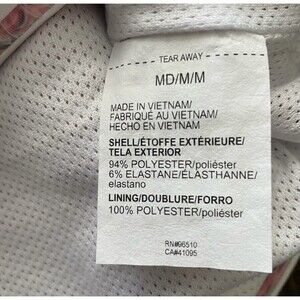 TEAR AWAY
MD/M/M
MADE IN VIETNAM/
FABRIQUÉ AU VIETNAM/
HECHO EN VIETNAM
SHELL/ÉTOFFE EXTÉRIEURE/
TELA EXTERIOR
94% POLYESTER/poliéster
6% ELASTANE/ÉLASTHANNE/
elastano
LINING/DOUBLURE/FORRO
100% POLYESTER/poliéster
RN#96510
CA#41095